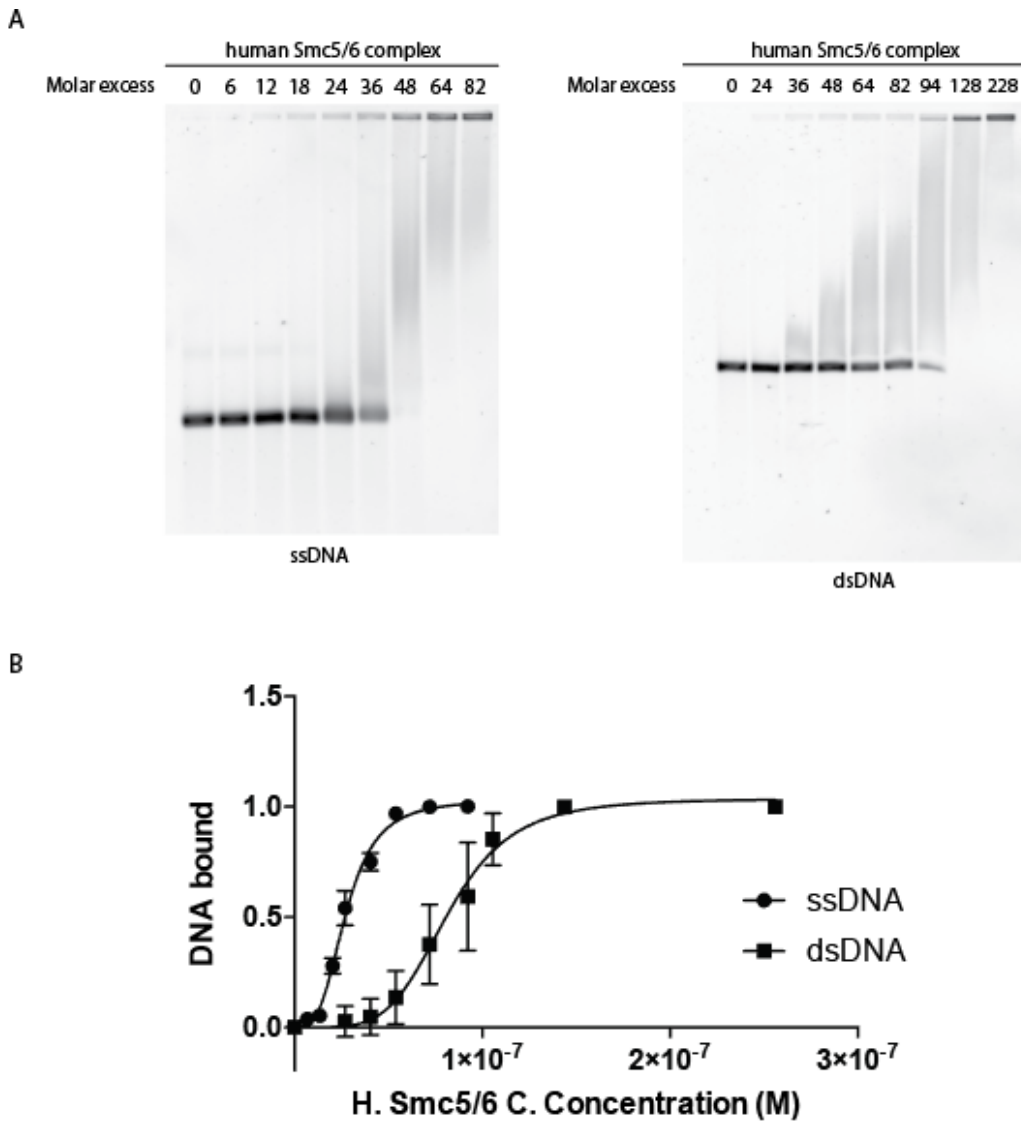 A
human Smc5/6 complex
Molar excess 0 6 12 18 24 36 48 64 82
ssDNA
human Smc5/6 complex
Molar excess 0 24 36 48 64 82 94 128 228
dsDNA
B
1.5
1.0
0.5
0.0
DNA bound
1×10⁻⁷ 2×10⁻⁷ 3×10⁻⁷
H. Smc5/6 C. Concentration (M)
ssDNA
dsDNA